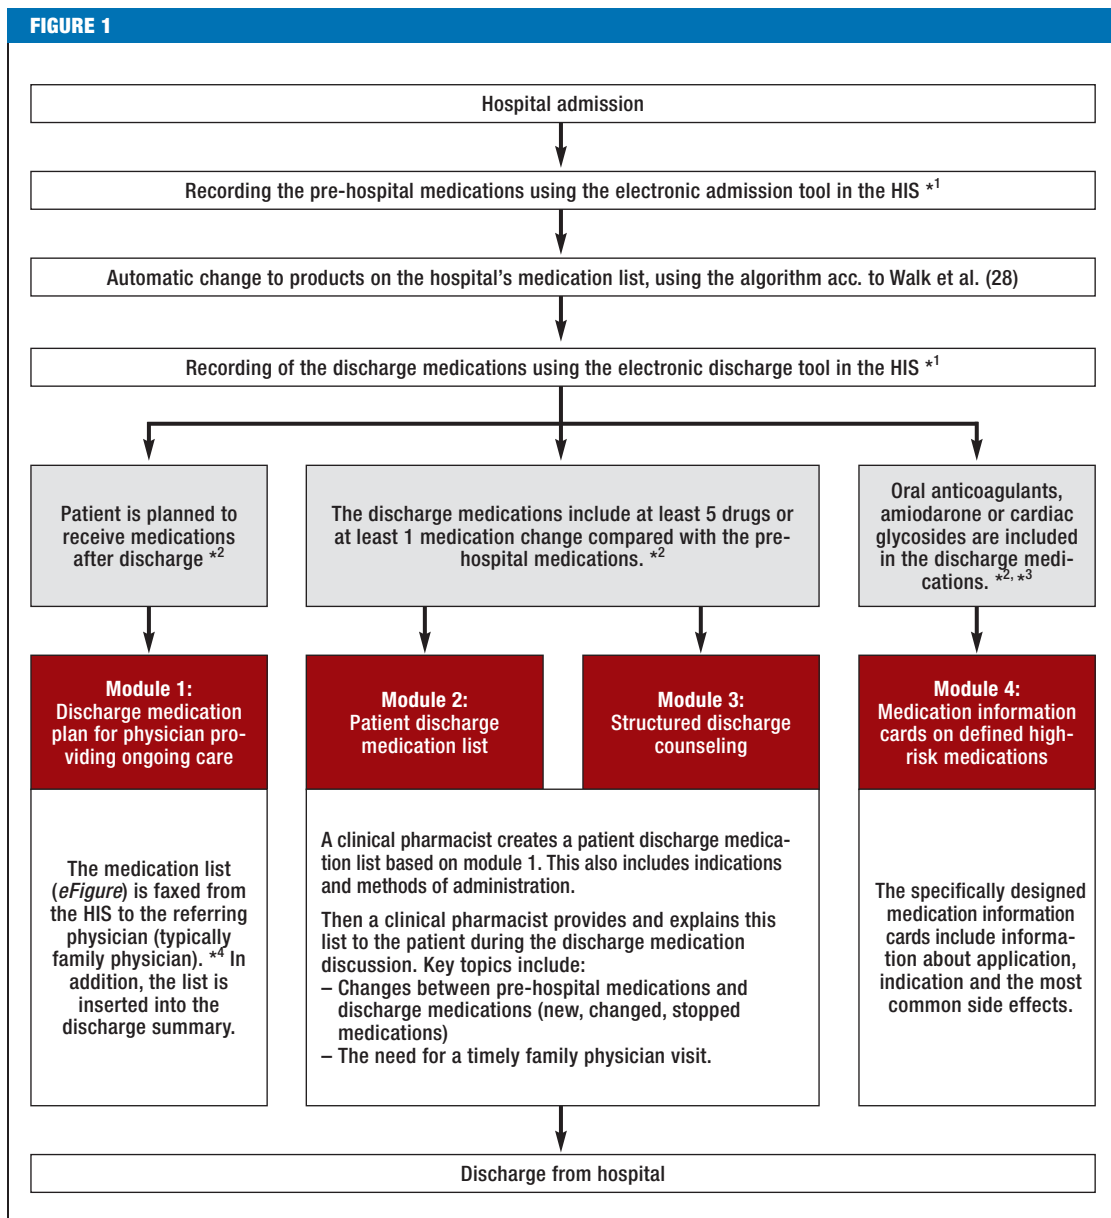 FIGURE 1
Hospital admission
Recording the pre-hospital medications using the electronic admission tool in the HIS *1
Automatic change to products on the hospital's medication list, using the algorithm acc. to Walk et al. (28)
Recording of the discharge medications using the electronic discharge tool in the HIS *1
Patient is planned to
receive medications
after discharge *2
The discharge medications include at least 5 drugs or
at least 1 medication change compared with the pre-
hospital medications. *2
Oral anticoagulants,
amiodarone or cardiac
glycosides are included
in the discharge medi-
cations. *2, *3
Module 1:
Discharge medication
plan for physician pro-
viding ongoing care
Module 2:
Patient discharge
medication list
Module 3:
Structured discharge
counseling
Module 4:
Medication information
cards on defined high-
risk medications
The medication list
(eFigure) is faxed from
the HIS to the referring
physician (typically
family physician). *4 In
addition, the list is
inserted into the
discharge summary.
A clinical pharmacist creates a patient discharge medica-
tion list based on module 1. This also includes indications
and methods of administration.
Then a clinical pharmacist provides and explains this
list to the patient during the discharge medication
discussion. Key topics include:
– Changes between pre-hospital medications and
discharge medications (new, changed, stopped
medications)
– The need for a timely family physician visit.
The specifically designed
medication information
cards include informa-
tion about application,
indication and the most
common side effects.
Discharge from hospital